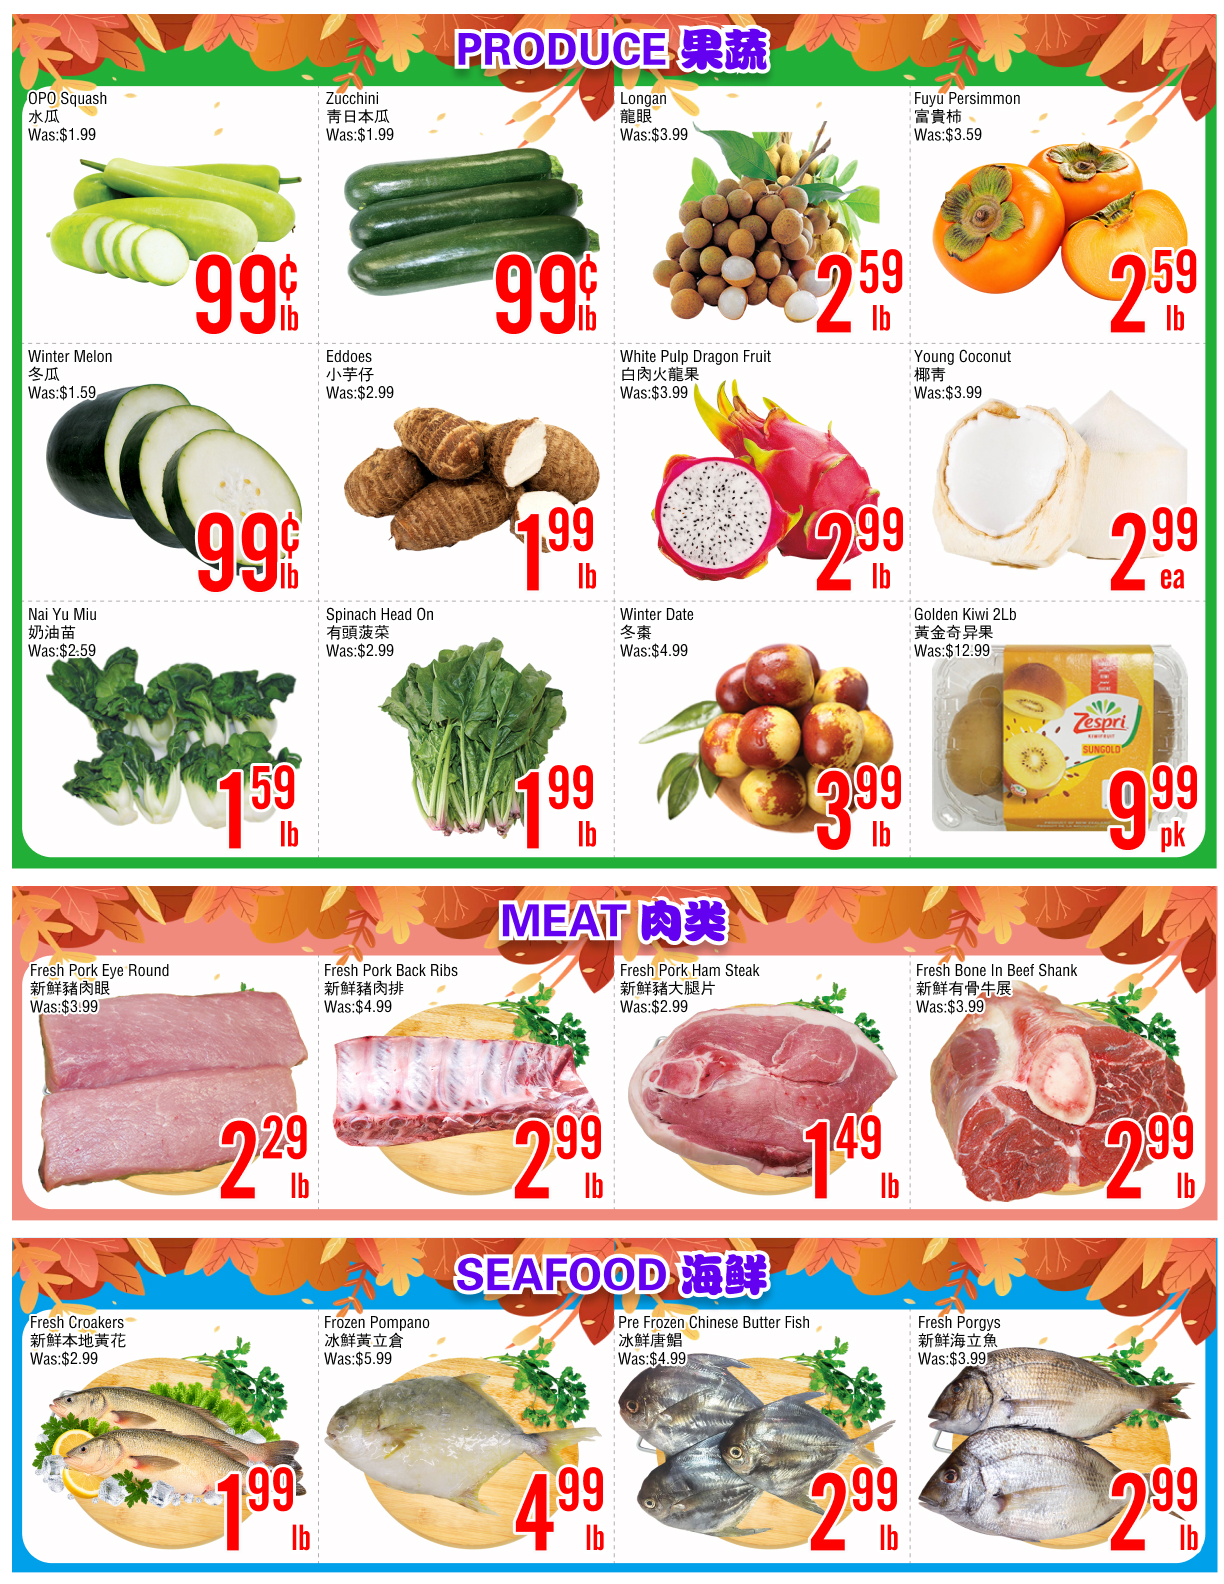 PRODUCE 果蔬
OPO Squash
水瓜
Was:$1.99
99¢
lb
Zucchini
靑日本瓜
Was:$1.99
99¢
lb
Longan
龍眼
Was:$3.99
2 59
lb
Fuyu Persimmon
富貴柿
Was:$3.59
2 59
lb
Winter Melon
冬瓜
Was:$1.59
99¢
lb
Eddoes
小芋仔
Was:$2.99
1 99
lb
White Pulp Dragon Fruit
白肉火龍果
Was:$3.99
2 99
lb
Young Coconut
椰靑
Was:$3.99
2 99
ea
Nai Yu Miu
奶油苗
Was:$2.59
1 59
lb
Spinach Head On
有頭菠菜
Was:$2.99
1 99
lb
Winter Date
冬棗
Was:$4.99
3 99
lb
Golden Kiwi 2Lb
黃金奇异果
Was:$12.99
Zespri
KIWIFRUIT
SUNGOLD
9 99
pk
MEAT 肉类
Fresh Pork Eye Round
新鮮豬肉眼
Was:$3.99
2 29
lb
Fresh Pork Back Ribs
新鮮豬肉排
Was:$4.99
2 99
lb
Fresh Pork Ham Steak
新鮮豬大腿片
Was:$2.99
1 49
lb
Fresh Bone In Beef Shank
新鮮有骨牛展
Was:$3.99
2 99
lb
SEAFOOD 海鲜
Fresh Croakers
新鮮本地黃花
Was:$2.99
1 99
lb
Frozen Pompano
冰鮮黃立倉
Was:$5.99
4 99
lb
Pre Frozen Chinese Butter Fish
冰鮮唐鯧
Was:$4.99
2 99
lb
Fresh Porgys
新鮮海立魚
Was:$3.99
2 99
lb